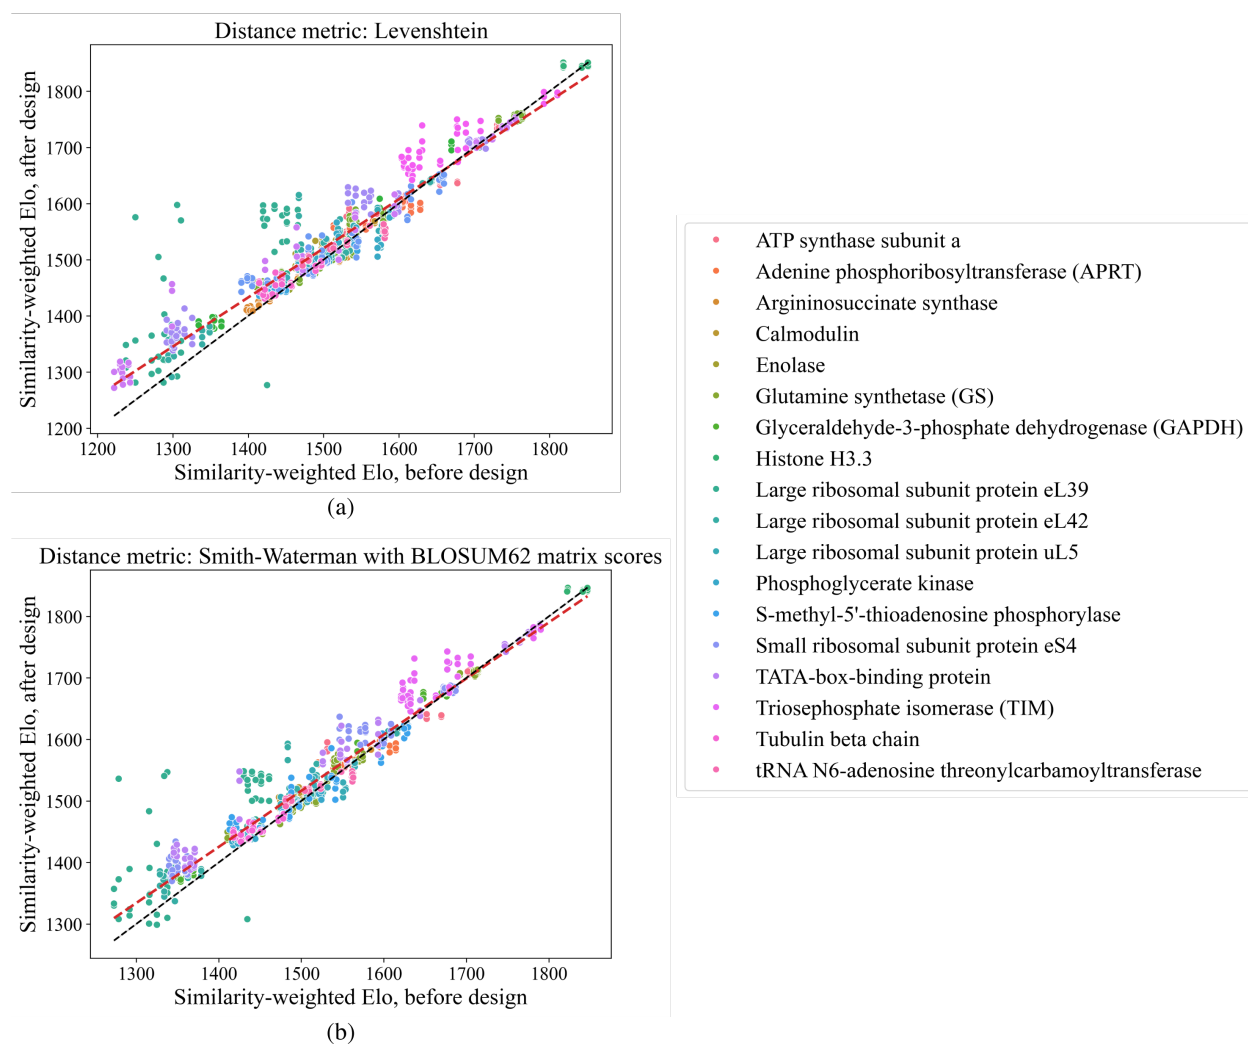 Distance metric: Levenshtein
Similarity-weighted Elo, after design
1800
1700
1600
1500
1400
1300
1200
1200 1300 1400 1500 1600 1700 1800
Similarity-weighted Elo, before design
(a)
Distance metric: Smith-Waterman with BLOSUM62 matrix scores
Similarity-weighted Elo, after design
1800
1700
1600
1500
1400
1300
1300 1400 1500 1600 1700 1800
Similarity-weighted Elo, before design
(b)
ATP synthase subunit a
Adenine phosphoribosyltransferase (APRT)
Argininosuccinate synthase
Calmodulin
Enolase
Glutamine synthetase (GS)
Glyceraldehyde-3-phosphate dehydrogenase (GAPDH)
Histone H3.3
Large ribosomal subunit protein eL39
Large ribosomal subunit protein eL42
Large ribosomal subunit protein uL5
Phosphoglycerate kinase
S-methyl-5'-thioadenosine phosphorylase
Small ribosomal subunit protein eS4
TATA-box-binding protein
Triosephosphate isomerase (TIM)
Tubulin beta chain
tRNA N6-adenosine threonylcarbamoyltransferase